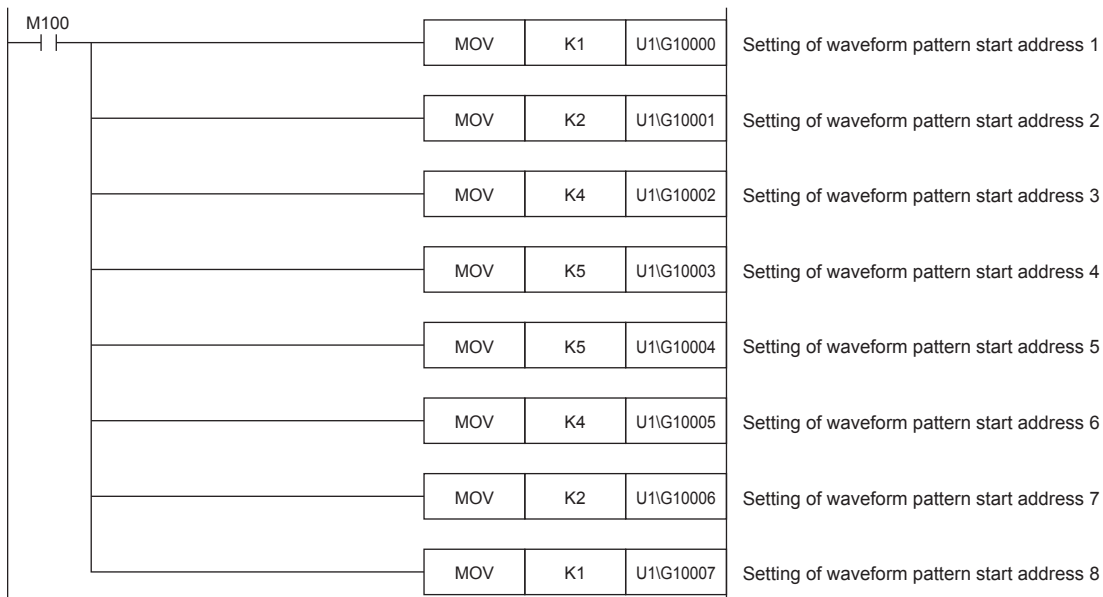 M100
MOV K1 U1\G10000 Setting of waveform pattern start address 1
MOV K2 U1\G10001 Setting of waveform pattern start address 2
MOV K4 U1\G10002 Setting of waveform pattern start address 3
MOV K5 U1\G10003 Setting of waveform pattern start address 4
MOV K5 U1\G10004 Setting of waveform pattern start address 5
MOV K4 U1\G10005 Setting of waveform pattern start address 6
MOV K2 U1\G10006 Setting of waveform pattern start address 7
MOV K1 U1\G10007 Setting of waveform pattern start address 8